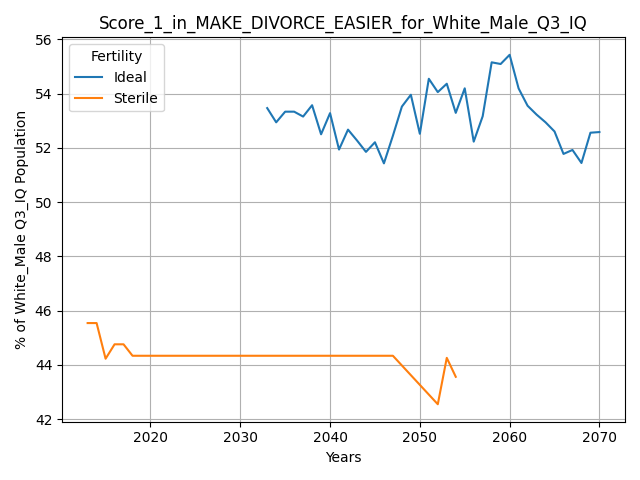 Score_1_in_MAKE_DIVORCE_EASIER_for_White_Male_Q3_IQ
Fertility
Ideal
Sterile
% of White_Male Q3_IQ Population
56
54
52
50
48
46
44
42
2020
2030
2040
2050
2060
2070
Years